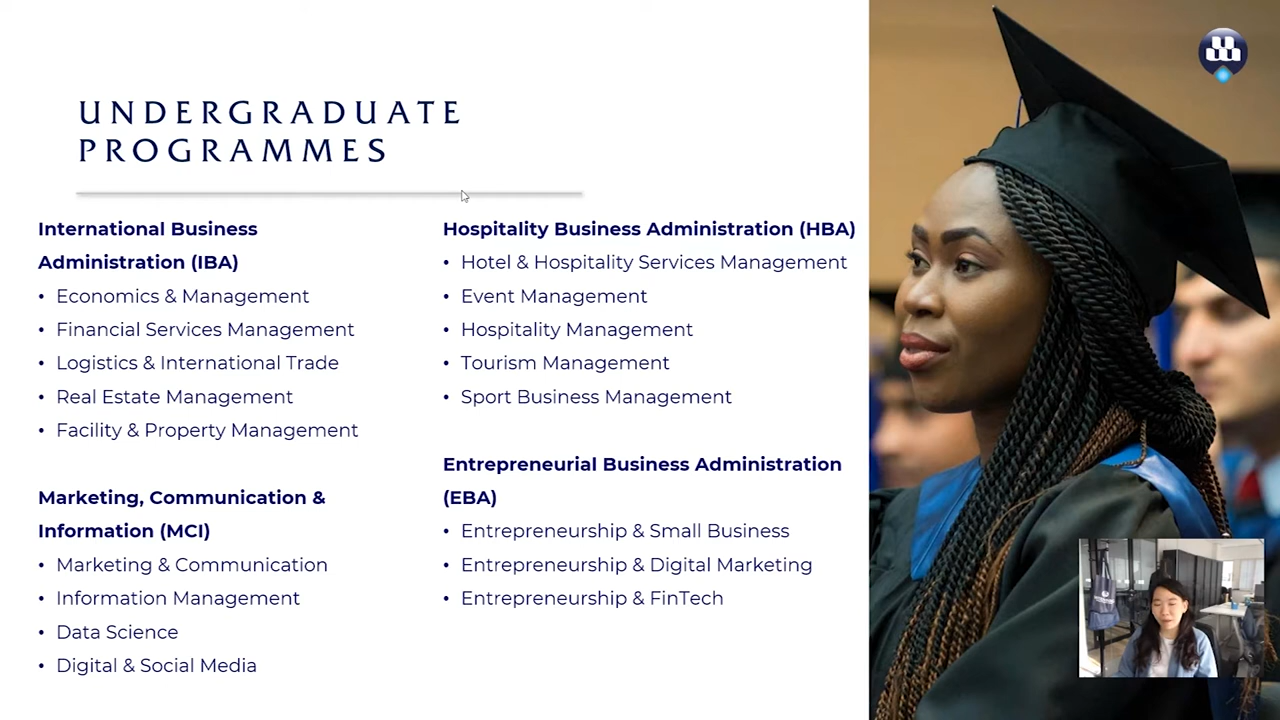 UNDERGRADUATE
PROGRAMMES
International Business
Administration (IBA)
• Economics & Management
• Financial Services Management
• Logistics & International Trade
• Real Estate Management
• Facility & Property Management
Marketing, Communication &
Information (MCI)
• Marketing & Communication
• Information Management
• Data Science
• Digital & Social Media
Hospitality Business Administration (HBA)
• Hotel & Hospitality Services Management
• Event Management
• Hospitality Management
• Tourism Management
• Sport Business Management
Entrepreneurial Business Administration
(EBA)
• Entrepreneurship & Small Business
• Entrepreneurship & Digital Marketing
• Entrepreneurship & FinTech